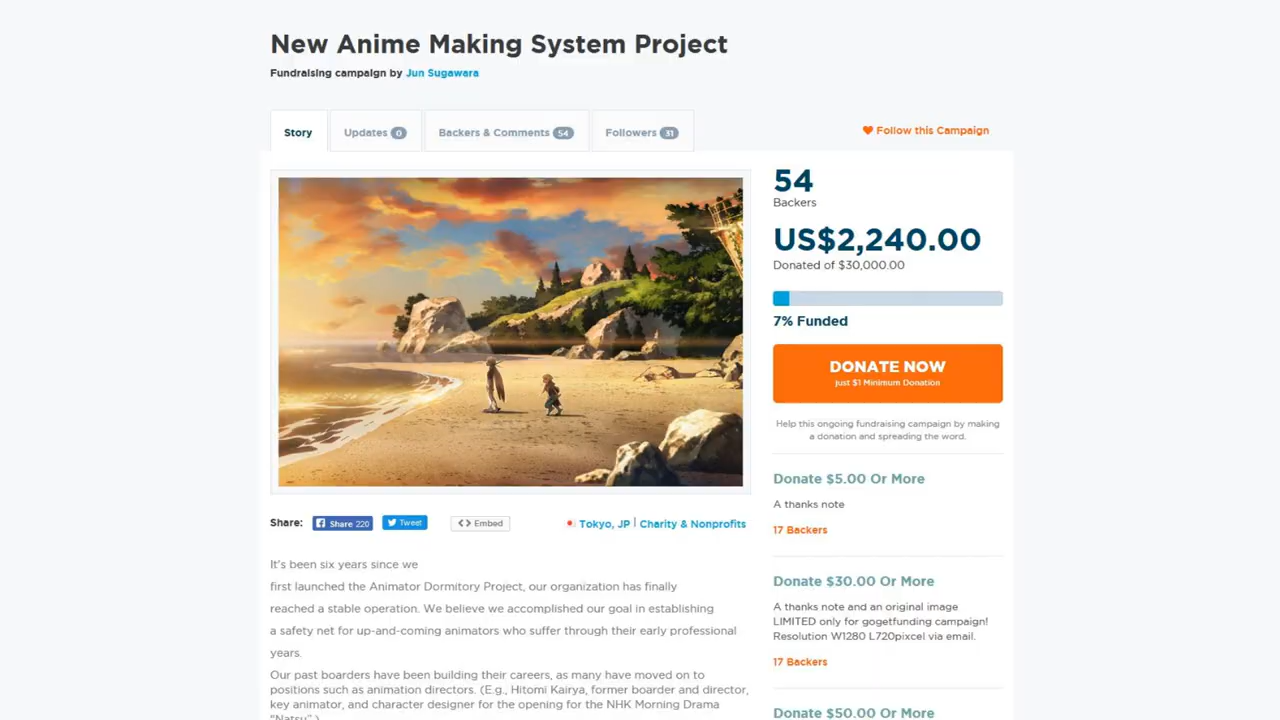 New Anime Making System Project
Fundraising campaign by Jun Sugawara
Story
Updates 0
Backers & Comments 54
Followers 31
Follow this Campaign
54
Backers
US$2,240.00
Donated of $30,000.00
7% Funded
DONATE NOW
just $1 Minimum Donation
Help this ongoing fundraising campaign by making
a donation and spreading the word.
Donate $5.00 Or More
A thanks note
17 Backers
Donate $30.00 Or More
A thanks note and an original image
LIMITED only for gogetfunding campaign!
Resolution W1280 L720pixcel via email.
17 Backers
Donate $50.00 Or More
Share:
Share 220
Tweet
Embed
Tokyo, JP
Charity & Nonprofits
It's been six years since we
first launched the Animator Dormitory Project, our organization has finally
reached a stable operation. We believe we accomplished our goal in establishing
a safety net for up-and-coming animators who suffer through their early professional
years.
Our past boarders have been building their careers, as many have moved on to
positions such as animation directors. (E.g., Hitomi Kairya, former boarder and director,
key animator, and character designer for the opening for the NHK Morning Drama
"Natsu".)